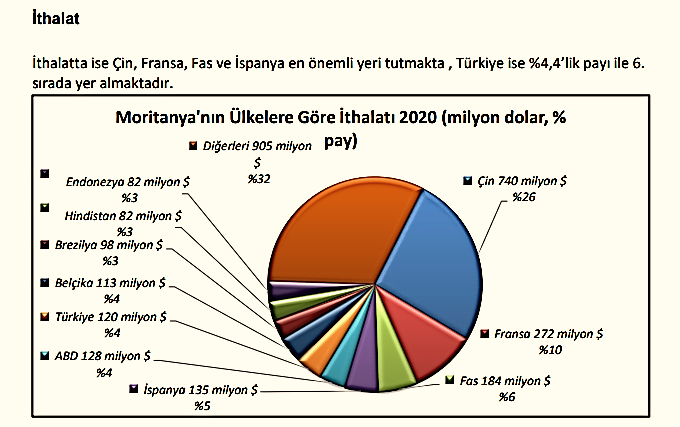 İthalat
İthalatta ise Çin, Fransa, Fas ve İspanya en önemli yeri tutmakta , Türkiye ise %4,4’lik payı ile 6.
sırada yer almaktadır.
Moritanya'nın Ülkelere Göre İthalatı 2020 (milyon dolar, %
pay)
Diğerleri 905 milyon
$
%32
Çin 740 milyon $
%26
Endonezya 82 milyon $
%3
Hindistan 82 milyon $
%3
Brezilya 98 milyon $
%3
Belçika 113 milyon $
%4
Türkiye 120 milyon $
%4
ABD 128 milyon $
%4
İspanya 135 milyon $
%5
Fas 184 milyon $
%6
Fransa 272 milyon $
%10